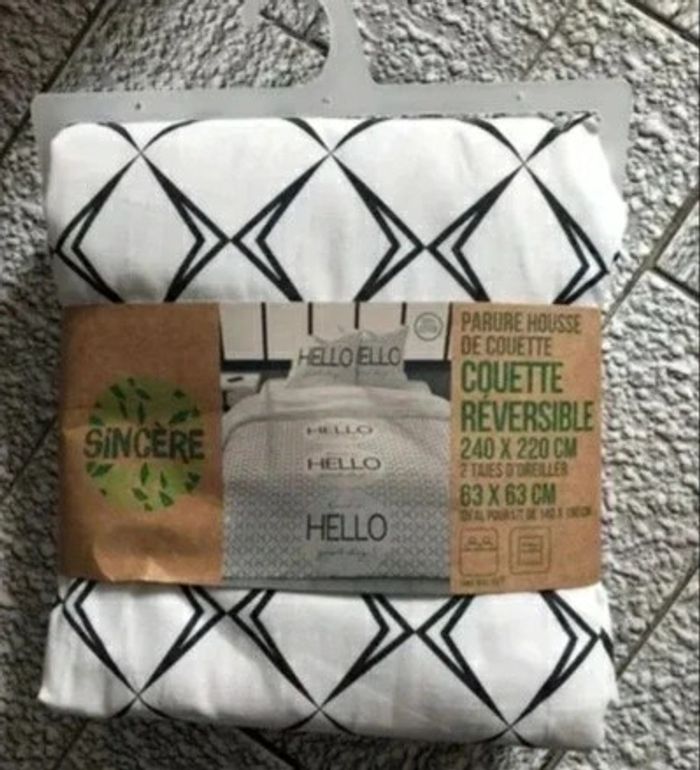 SINCÈRE
HELLO ELLO
HELLO
HELLO
HELLO
PARURE HOUSSE
DE COUETTE
COUETTE
RÉVERSIBLE
240 X 220 CM
2 TAIES D'OREILLER
63 X 63 CM